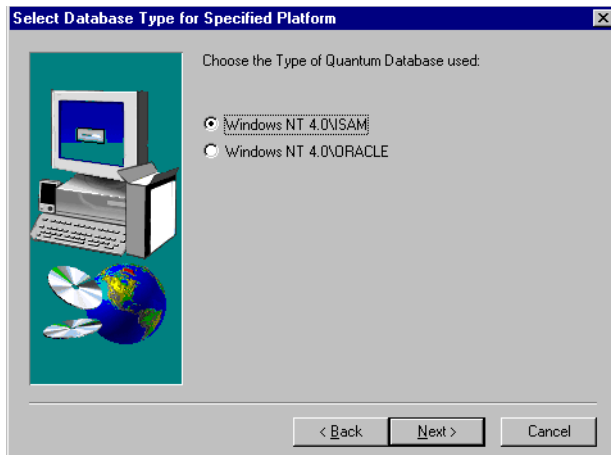 Select Database Type for Specified Platform
Choose the Type of Quantum Database used:
Windows NT 4.0\ISAM
Windows NT 4.0\ORACLE
< Back
Next >
Cancel